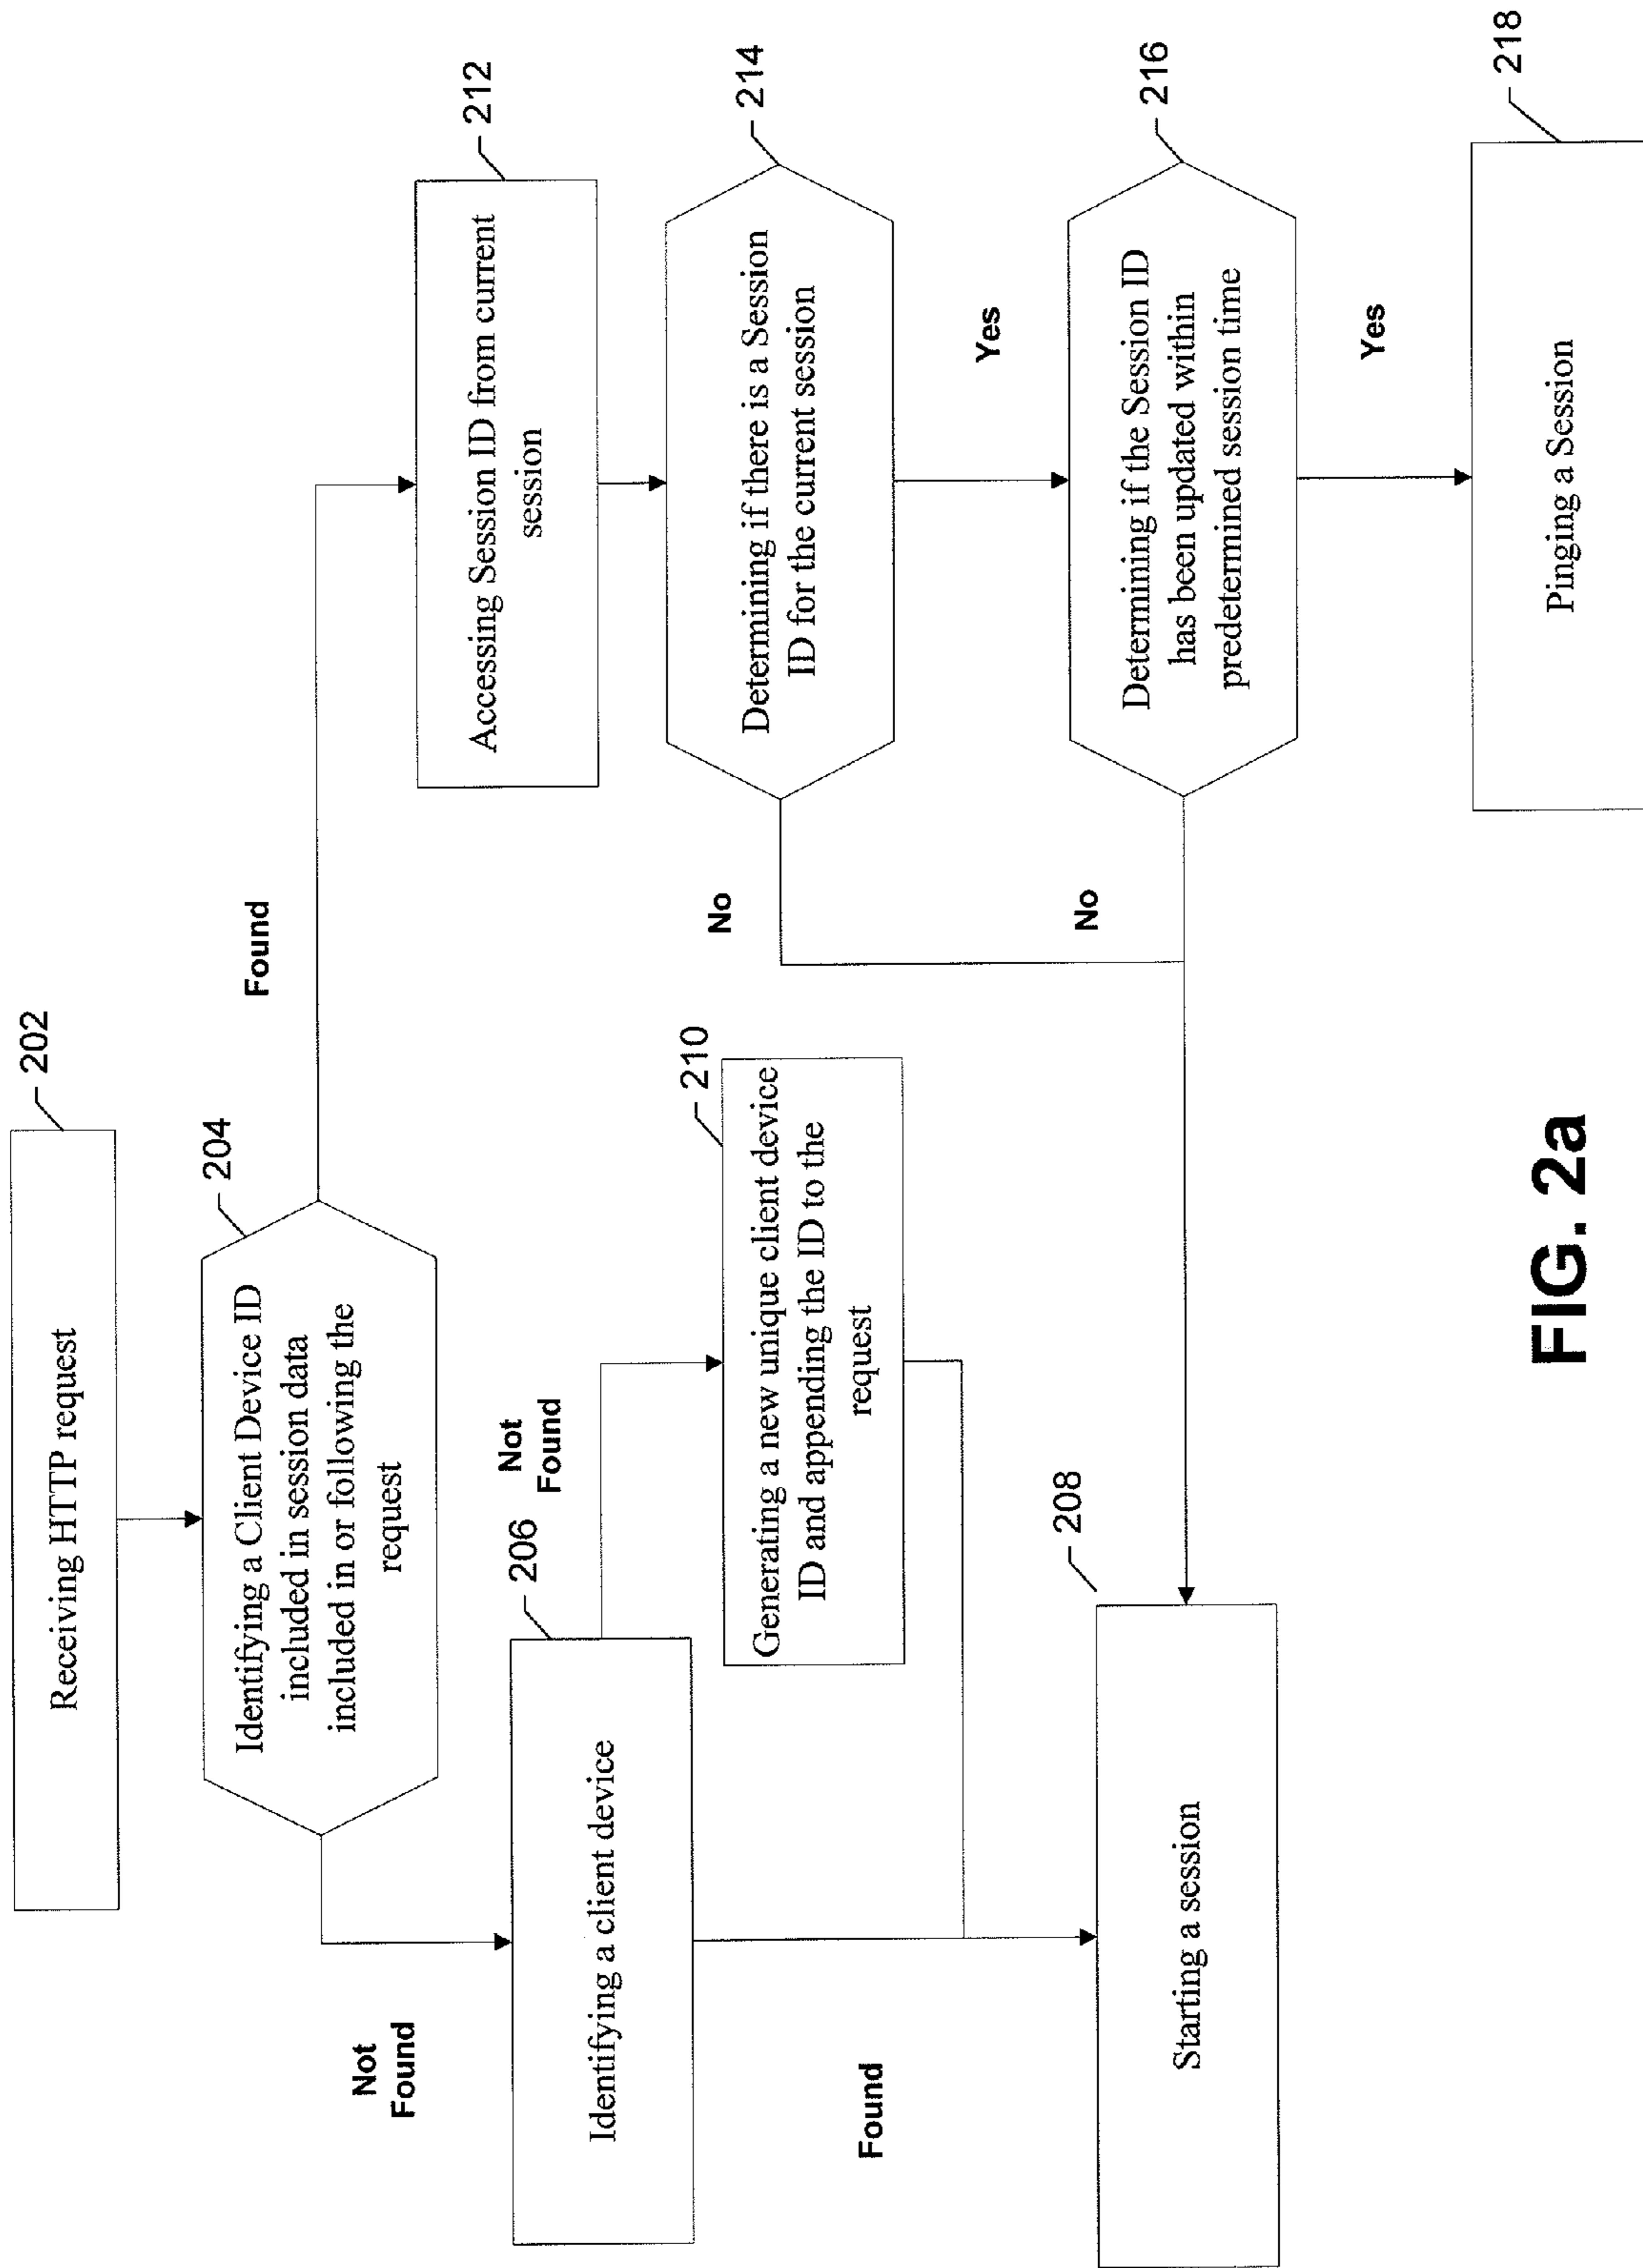 202
Receiving HTTP request
204
Identifying a Client Device ID
included in session data
included in or following the
request
Found
Not
Found
206
Identifying a client device
Not
Found
210
Generating a new unique client device
ID and appending the ID to the
request
Found
208
Starting a session
212
Accessing Session ID from current
session
214
Determining if there is a Session
ID for the current session
No
Yes
216
Determining if the Session ID
has been updated within
predetermined session time
No
Yes
218
Pinging a Session
FIG. 2a